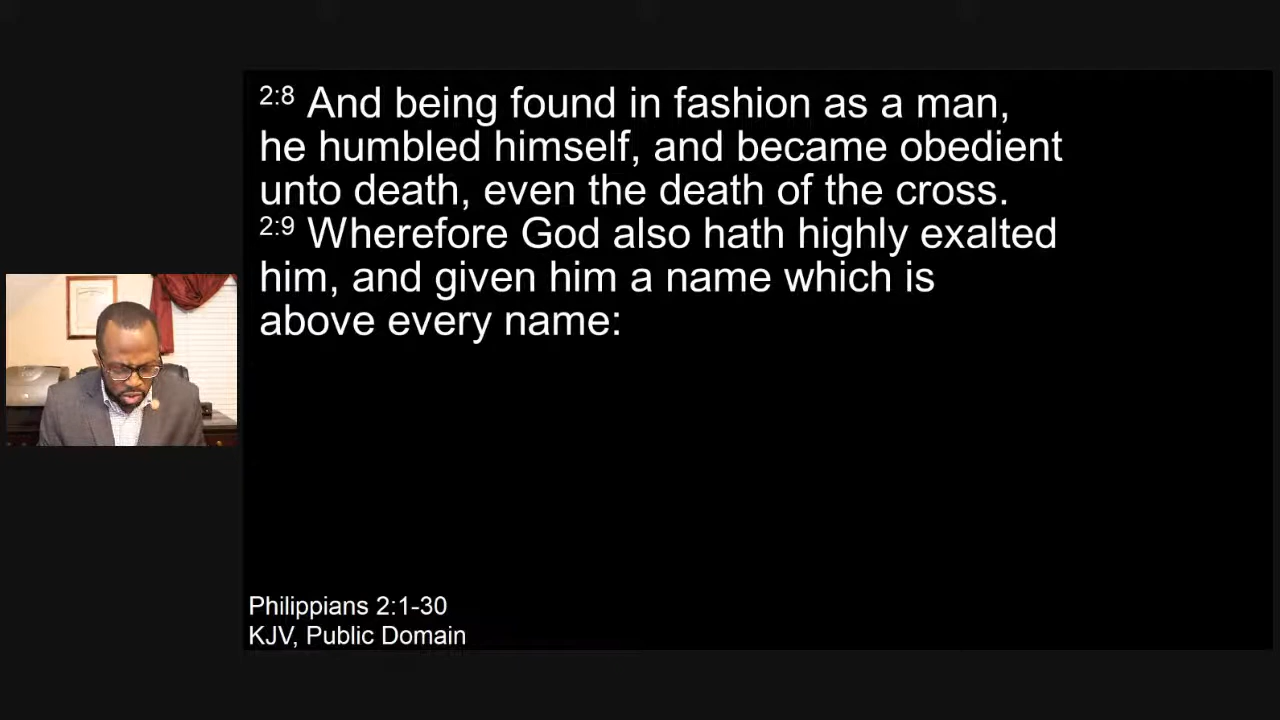 2:8 And being found in fashion as a man,
he humbled himself, and became obedient
unto death, even the death of the cross.
2:9 Wherefore God also hath highly exalted
him, and given him a name which is
above every name:
Philippians 2:1-30
KJV, Public Domain